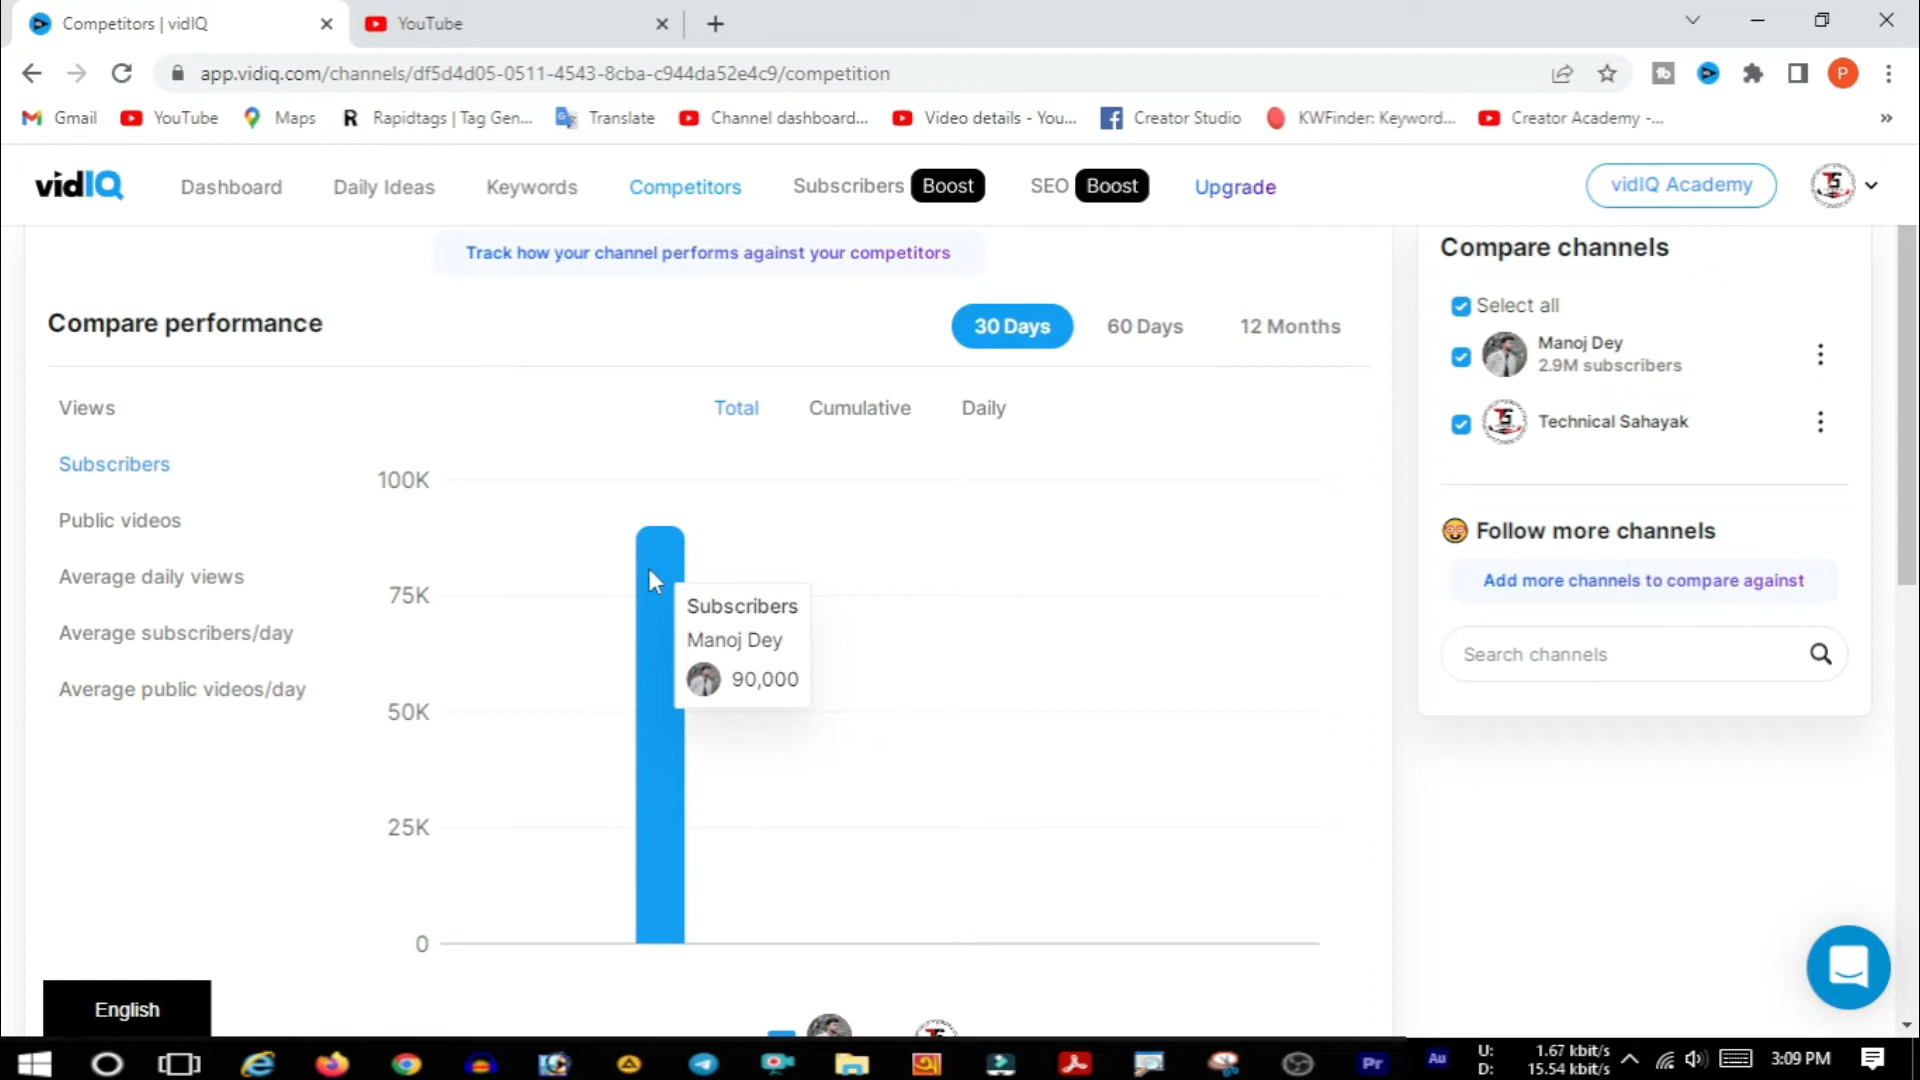 Competitors | vidIQ
YouTube
app.vidiq.com/channels/df5d4d05-0511-4543-8cba-c944da52e4c9/competition
P
Gmail
YouTube
Maps
R Rapidtags | Tag Gen...
Translate
Channel dashboard...
Video details - You...
Creator Studio
KWFinder: Keyword...
Creator Academy -...
»
vidIQ
Dashboard
Daily Ideas
Keywords
Competitors
Subscribers Boost
SEO Boost
Upgrade
vidIQ Academy
Track how your channel performs against your competitors
Compare performance
30 Days
60 Days
12 Months
Views
Subscribers
Public videos
Average daily views
Average subscribers/day
Average public videos/day
Total
Cumulative
Daily
100K
75K
50K
25K
0
Subscribers
Manoj Dey
90,000
Compare channels
Select all
Manoj Dey
2.9M subscribers
Technical Sahayak
Follow more channels
Add more channels to compare against
Search channels
English
Pr
Au
U: 1.67 kbit/s
D: 15.54 kbit/s
3:09 PM